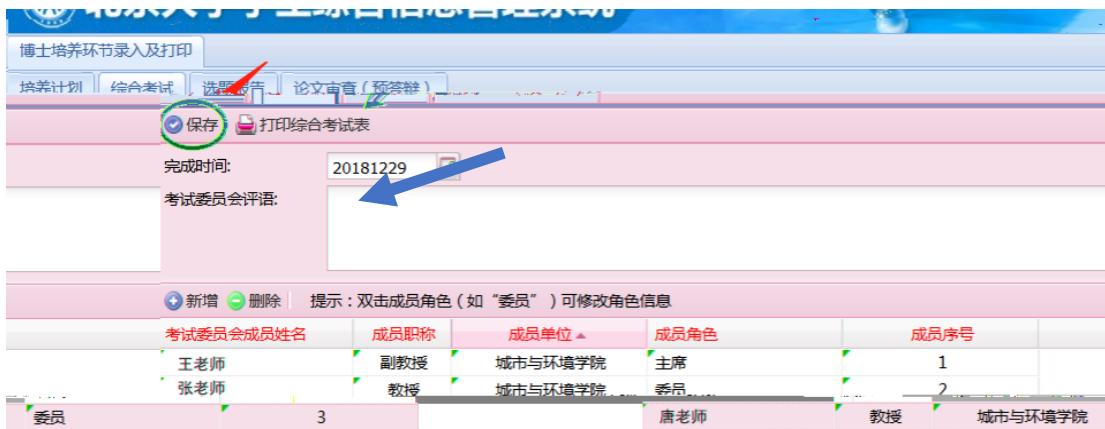 博士培养环节录入及打印
培养计划 综合考试 选题报告 论文审查(预答辩)
保存 打印综合考试表
完成时间: 20181229
考试委员会评语:
新增 删除 提示:双击成员角色(如“委员”)可修改角色信息
考试委员会成员姓名 成员职称 成员单位 成员角色 成员序号
王老师 副教授 城市与环境学院 主席 1
张老师 教授 城市与环境学院 委员 2
委员 3 唐老师 教授 城市与环境学院